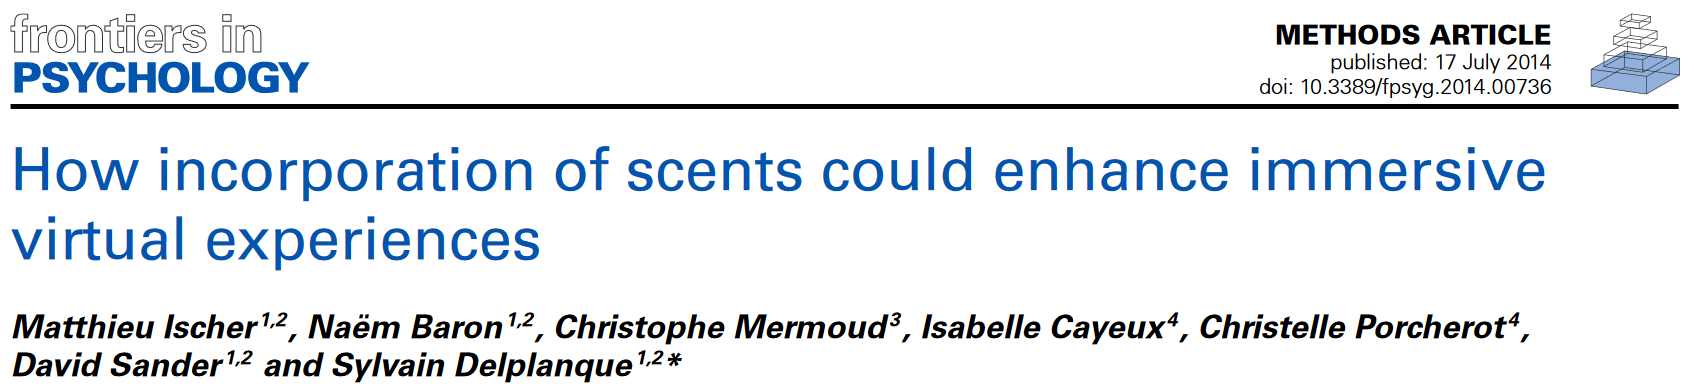 frontiers in
PSYCHOLOGY
METHODS ARTICLE
published: 17 July 2014
doi: 10.3389/fpsyg.2014.00736
How incorporation of scents could enhance immersive
virtual experiences
Matthieu Ischer1,2, Naëm Baron1,2, Christophe Mermoud3, Isabelle Cayeux4, Christelle Porcherot4,
David Sander1,2 and Sylvain Delplanque1,2*